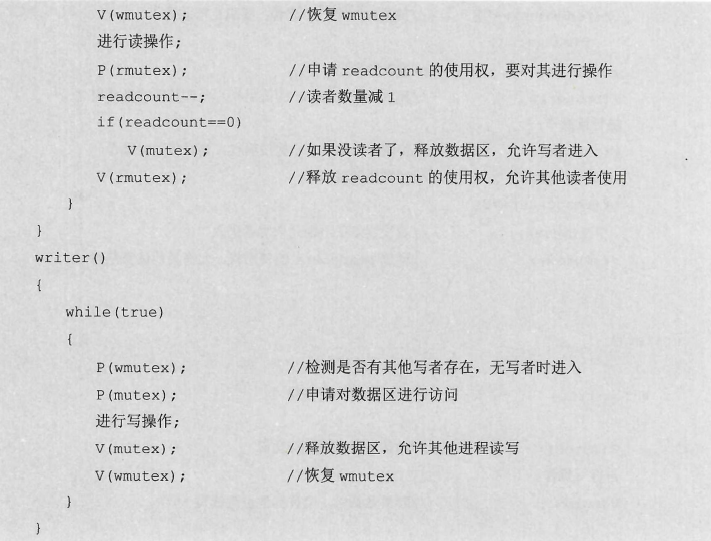 V(wmutex); //恢复 wmutex
进行读操作;
P(rmutex); //申请 readcount 的使用权，要对其进行操作
readcount--; //读者数量减 1
if(readcount==0)
V(mutex); //如果没读者了，释放数据区，允许写者进入
V(rmutex); //释放 readcount 的使用权，允许其他读者使用
}
}
writer()
{
while(true)
{
P(wmutex); //检测是否有其他写者存在，无写者时进入
P(mutex); //申请对数据区进行访问
进行写操作;
V(mutex); //释放数据区，允许其他进程读写
V(wmutex); //恢复 wmutex
}
}